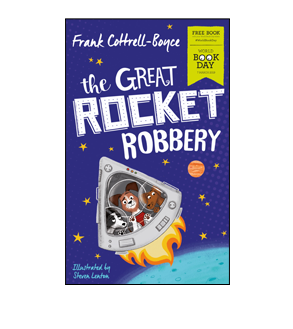 Frank Cottrell-Boyce
FREE BOOK
WORLD
BOOK
DAY
the GREAT
ROCKET
ROBBERY
Illustrated by
Steven Lenton